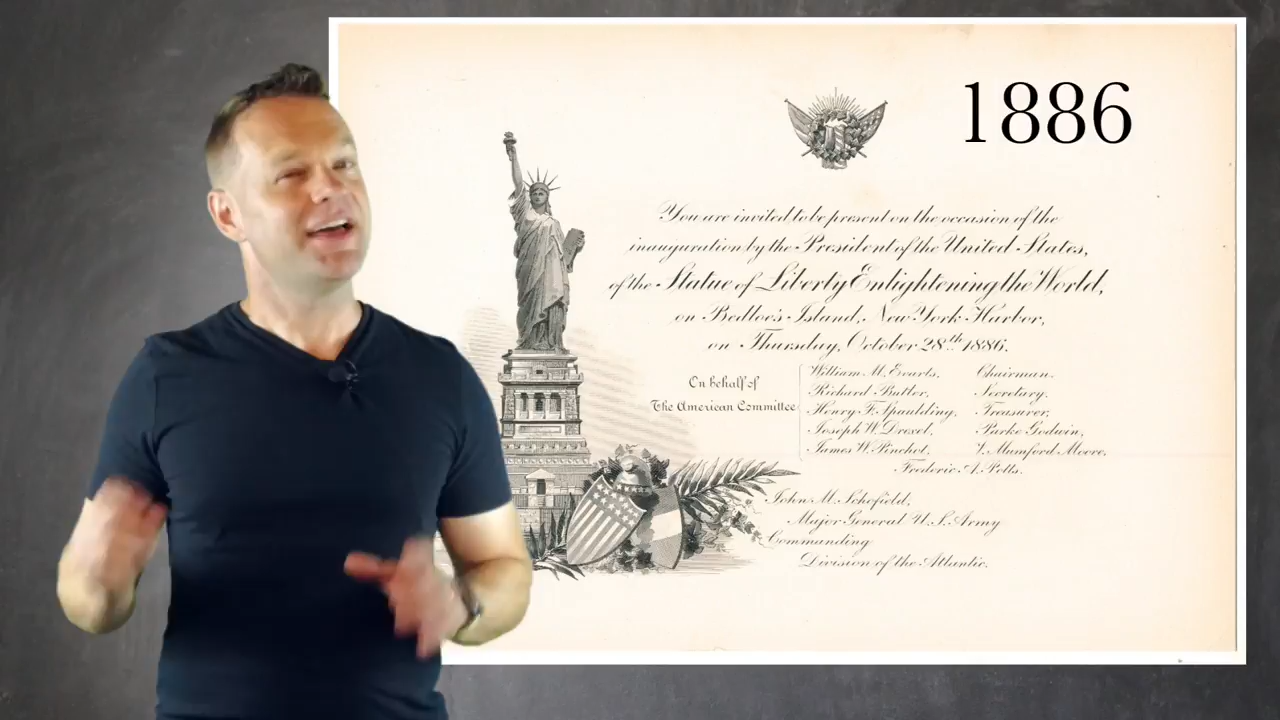 1886
You are invited to be present on the occasion of the
inauguration by the President of the United States,
of the Statue of Liberty Enlightening the World,
on Bedloe's Island, New York Harbor,
on Thursday, October 28th 1886.
On behalf of
The American Committee
William M. Evarts, Chairman.
Richard Butler, Secretary.
Henry F. Spaulding, Treasurer,
Joseph W. Drexel, Parke Godwin,
James W. Pinchot, V. Mumford Moore,
Frederic A. Potts.
John M. Schofield,
Major General U.S. Army
Commanding
Division of the Atlantic.